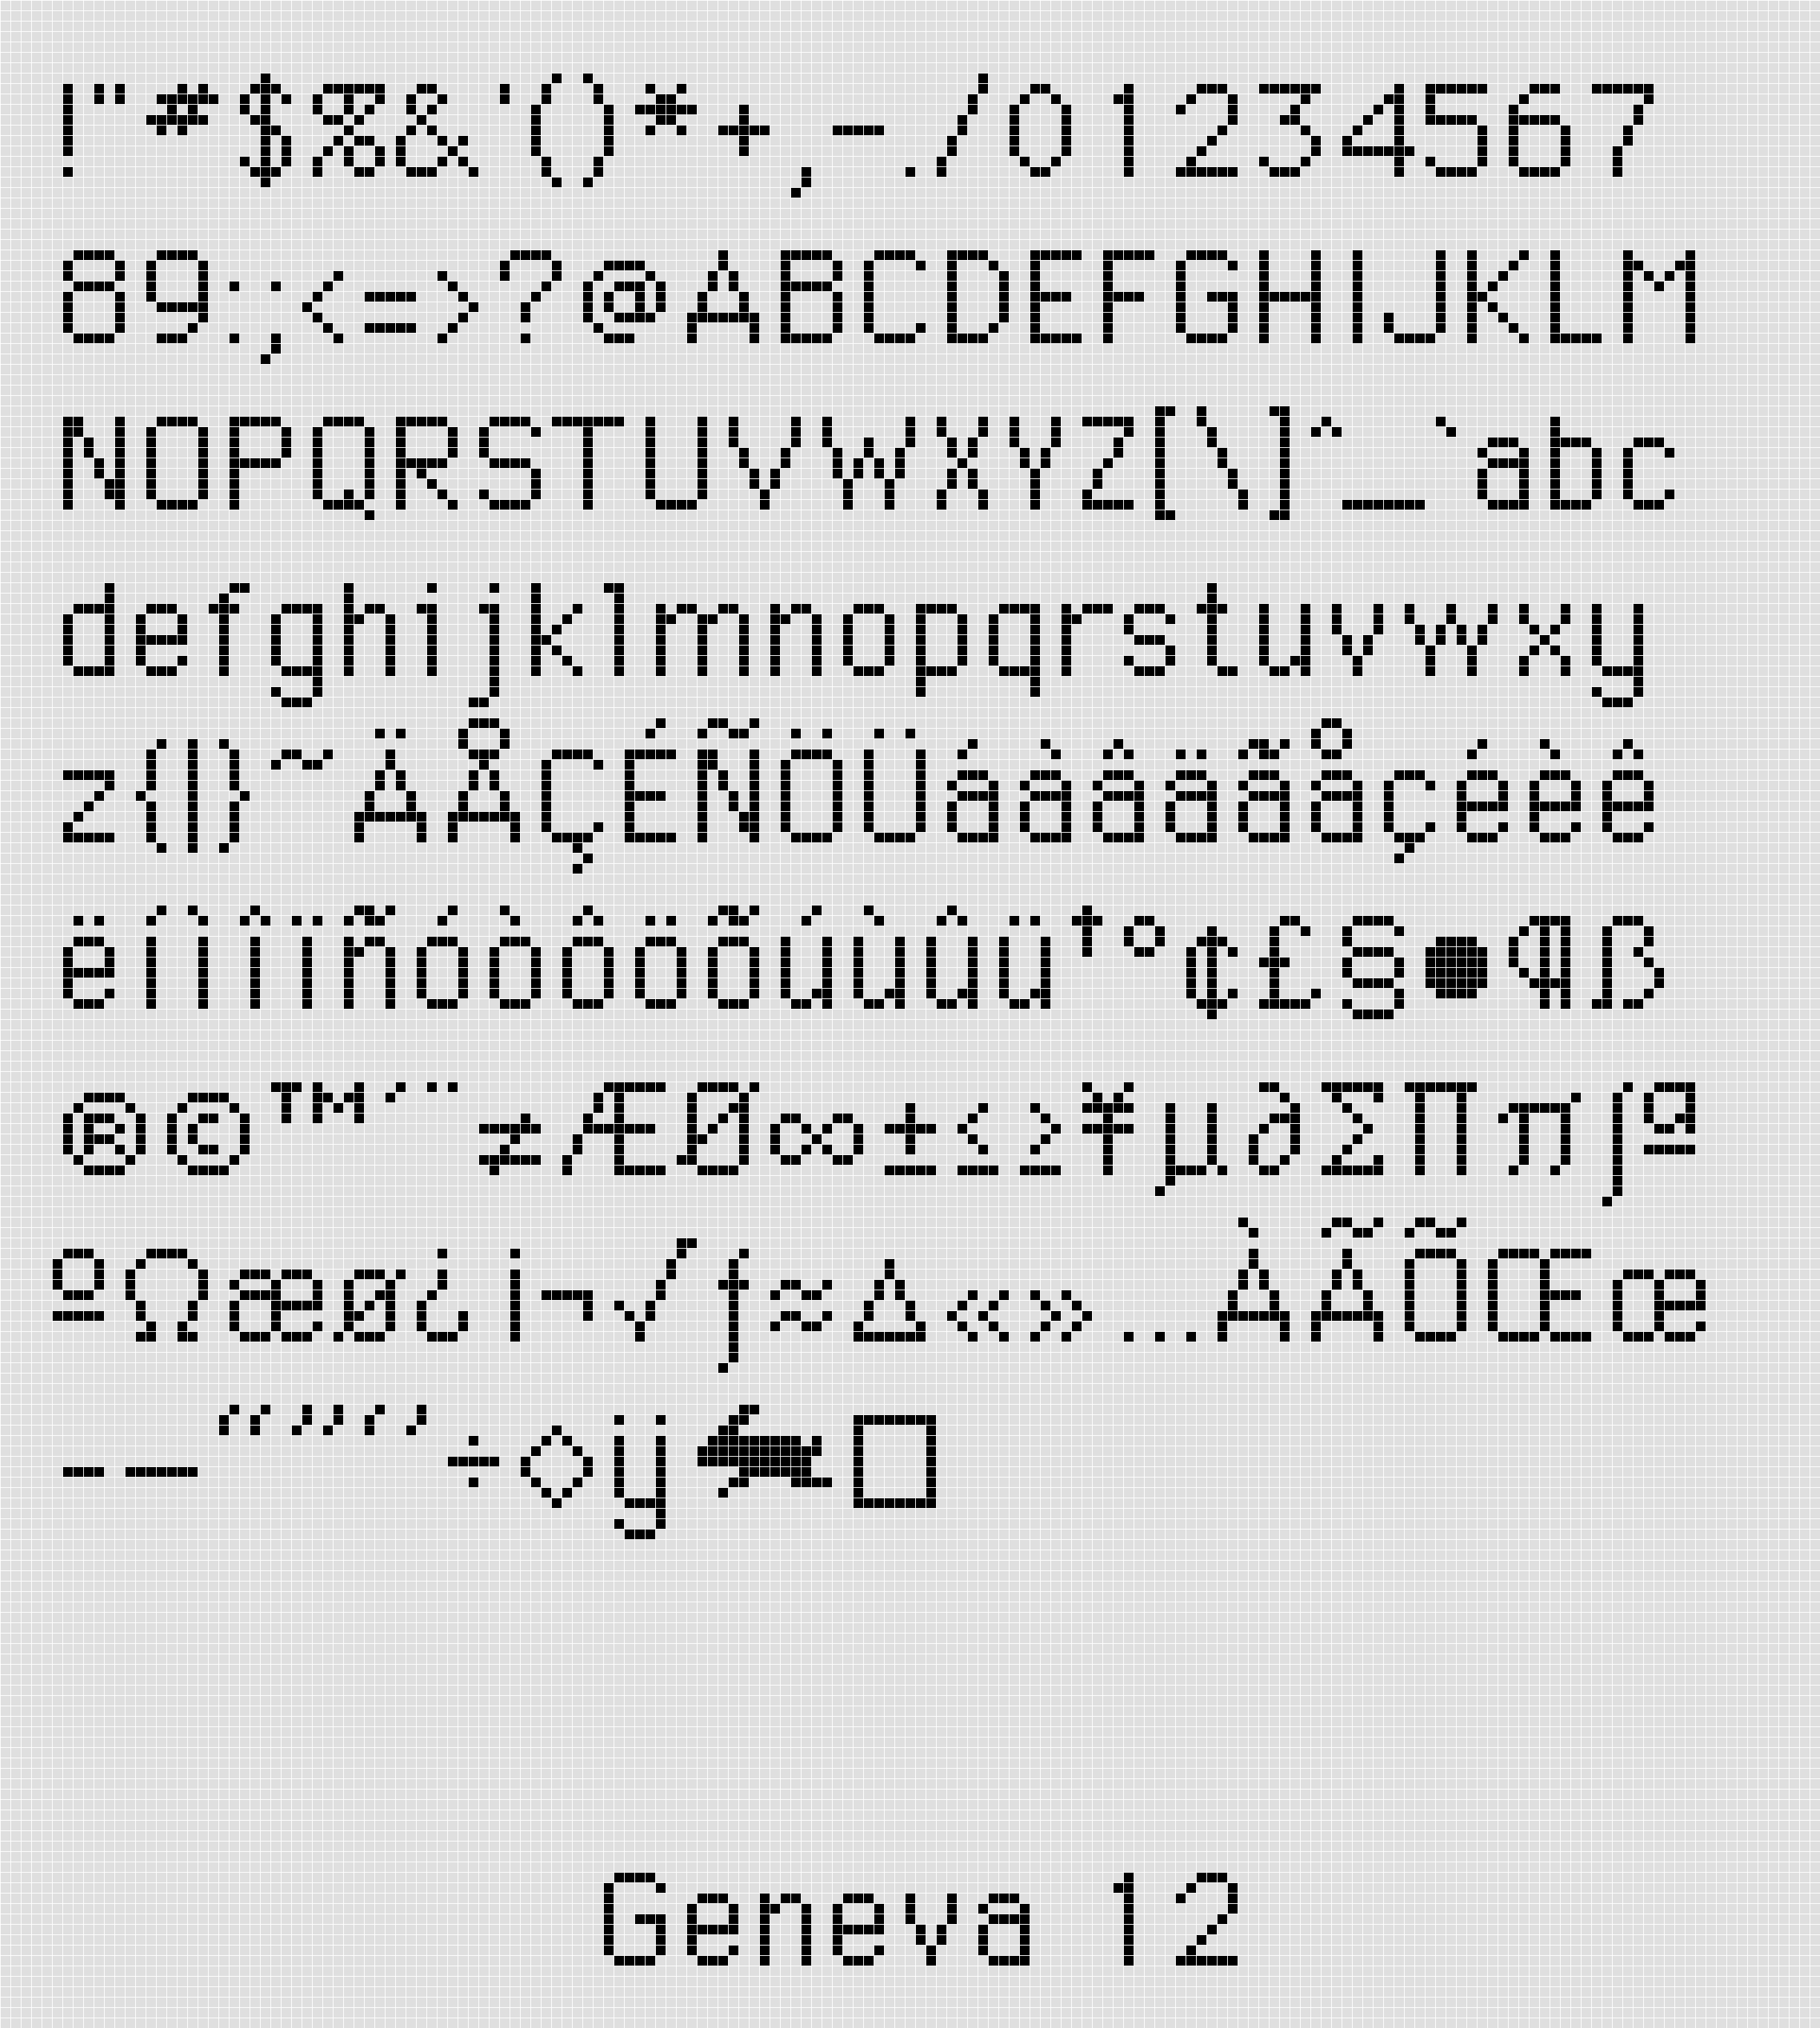 !"#$%&'()*+,-./01234567
89:;<=>?@ABCDEFGHIJKLM
NOPQRSTUVWXYZ[\]^_`abc
defghijklmnopqrstuvwxy
z{|}~ÄÅÇÉÑÖÜáàâäãåçéèê
ëíìîïñóòôöõúùûü†°¢£§•¶ß
®©™´¨≠ÆØ∞±≤≥¥µ∂∑∏π∫ª
ºΩæø¿¡¬√ƒ≈∆«»…ÀÃÕŒœ
–—“”‘’÷◊ÿ
Geneva 12